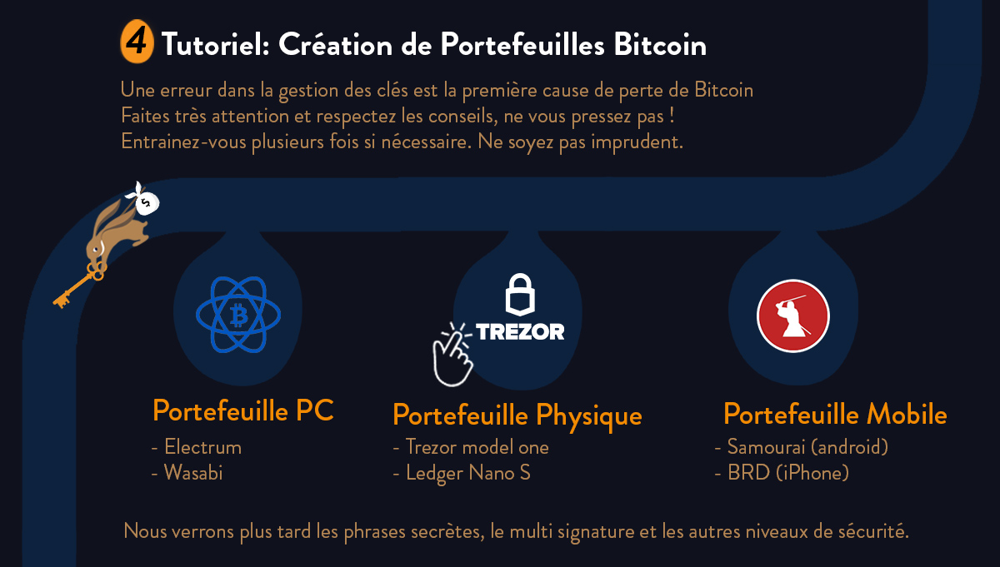 4 Tutoriel: Création de Portefeuilles Bitcoin
Une erreur dans la gestion des clés est la première cause de perte de Bitcoin
Faites très attention et respectez les conseils, ne vous pressez pas !
Entrainez-vous plusieurs fois si nécessaire. Ne soyez pas imprudent.
$
B
TREZOR
Portefeuille PC
- Electrum
- Wasabi
Portefeuille Physique
- Trezor model one
- Ledger Nano S
Portefeuille Mobile
- Samourai (android)
- BRD (iPhone)
Nous verrons plus tard les phrases secrètes, le multi signature et les autres niveaux de sécurité.